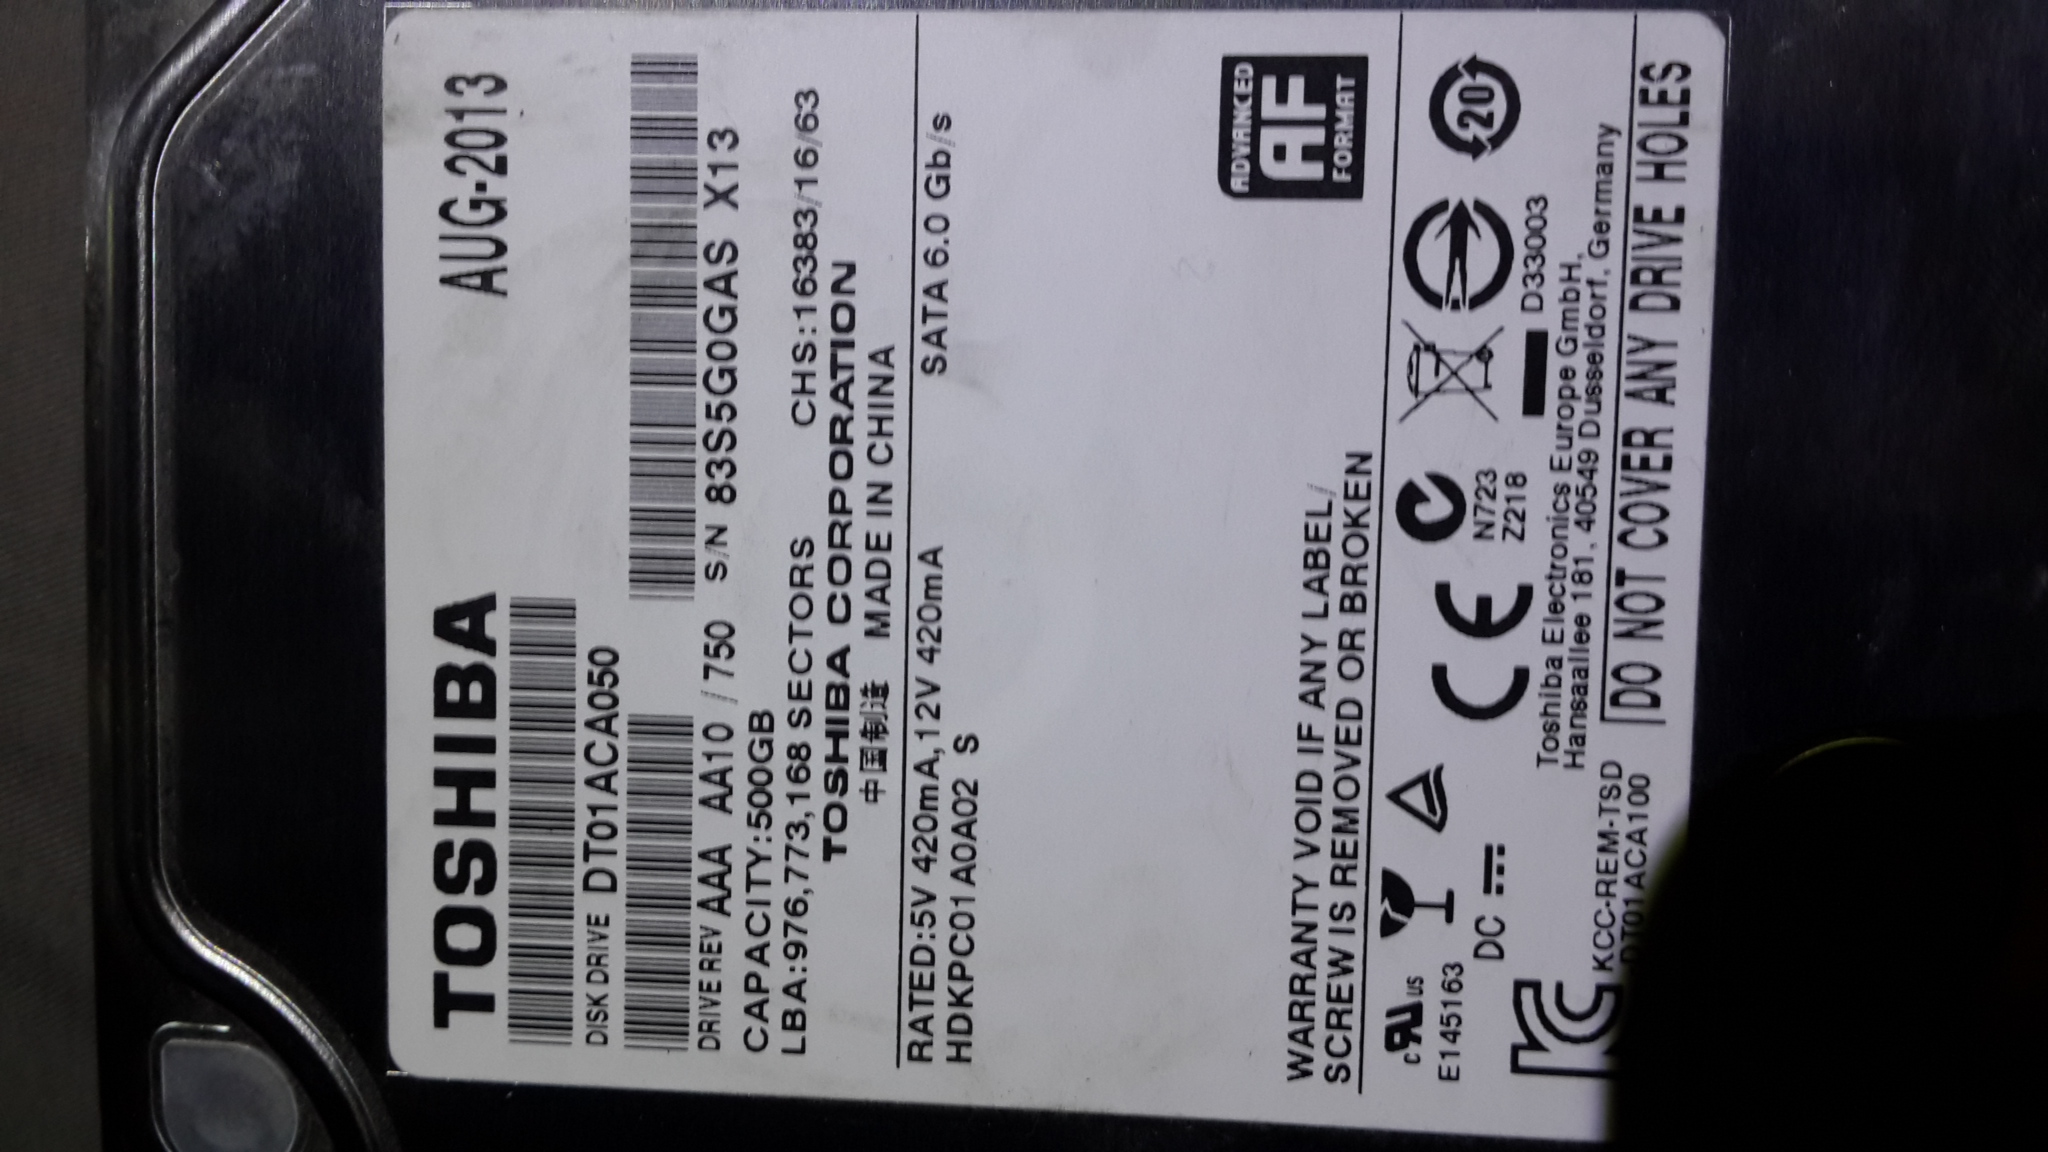 TOSHIBA AUG-2013
DISK DRIVE DT01ACA050
DRIVE REV AAA AA10 / 750 S/N 83S5G0GAS X13
CAPACITY:500GB
LBA:976,773,168 SECTORS CHS:16383/16/63
TOSHIBA CORPORATION
中国制造 MADE IN CHINA
RATED:5V 420mA,12V 420mA SATA 6.0 Gb/s
HDKPC01A0A02 S
ADVANCED
AF
FORMAT
WARRANTY VOID IF ANY LABEL/
SCREW IS REMOVED OR BROKEN
c RU US
E145163
DC
CE
N723
Z218
20
D33003
Toshiba Electronics Europe GmbH,
Hansaallee 181, 40549 Dusseldorf, Germany
KCC-REM-TSD
DT01ACA100
DO NOT COVER ANY DRIVE HOLES